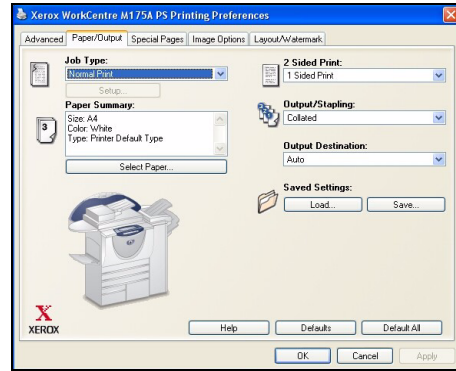 Xerox WorkCentre M175A PS Printing Preferences
Advanced Paper/Output Special Pages Image Options Layout/Watermark
Job Type:
Normal Print
Setup...
Paper Summary:
3
Size: A4
Color: White
Type: Printer Default Type
Select Paper...
2 Sided Print:
1 Sided Print
Output/Stapling:
Collated
Output Destination:
Auto
Saved Settings:
Load... Save...
X
XEROX
Help Defaults Default All
OK Cancel Apply